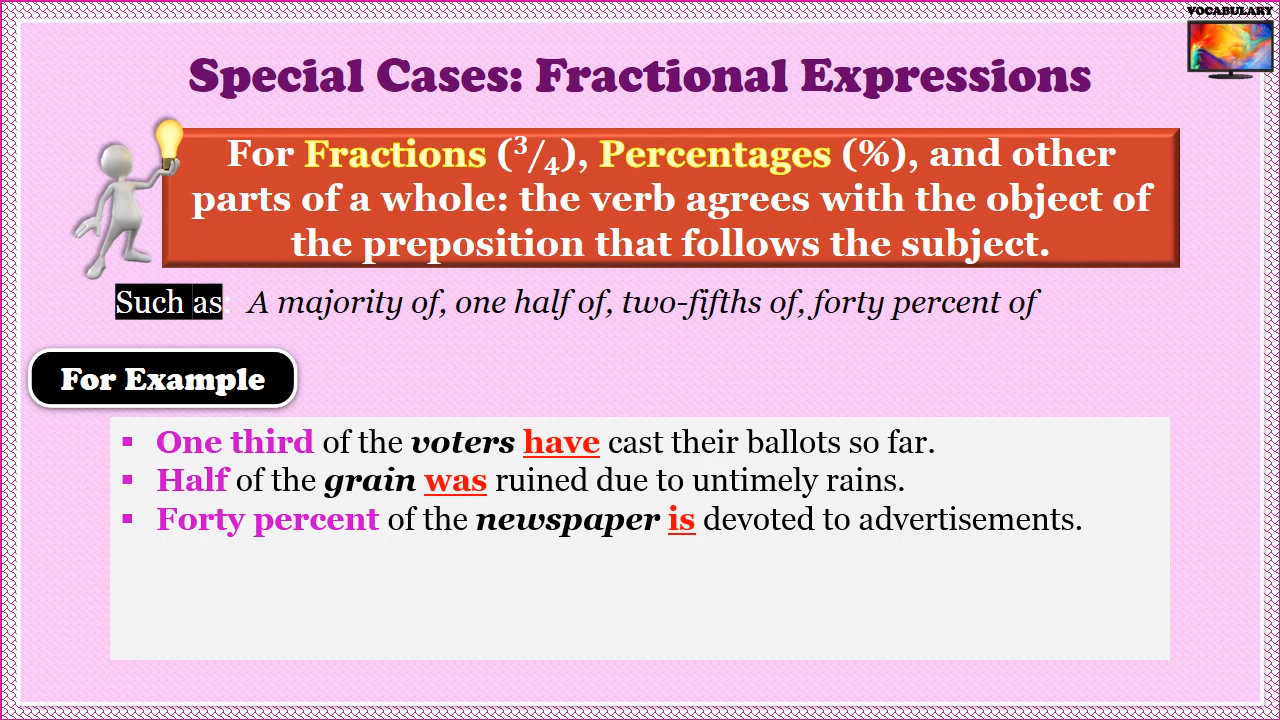 VOCABULARY
Special Cases: Fractional Expressions
For Fractions (3/4), Percentages (%), and other
parts of a whole: the verb agrees with the object of
the preposition that follows the subject.
Such as: A majority of, one half of, two-fifths of, forty percent of
For Example
▪ One third of the voters have cast their ballots so far.
▪ Half of the grain was ruined due to untimely rains.
▪ Forty percent of the newspaper is devoted to advertisements.